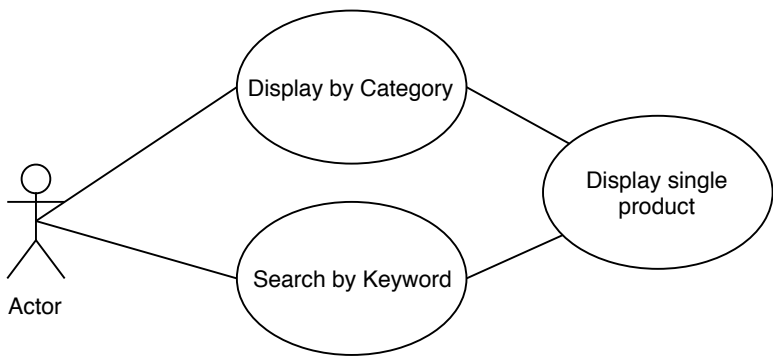 Display by Category
Display single
product
Search by Keyword
Actor